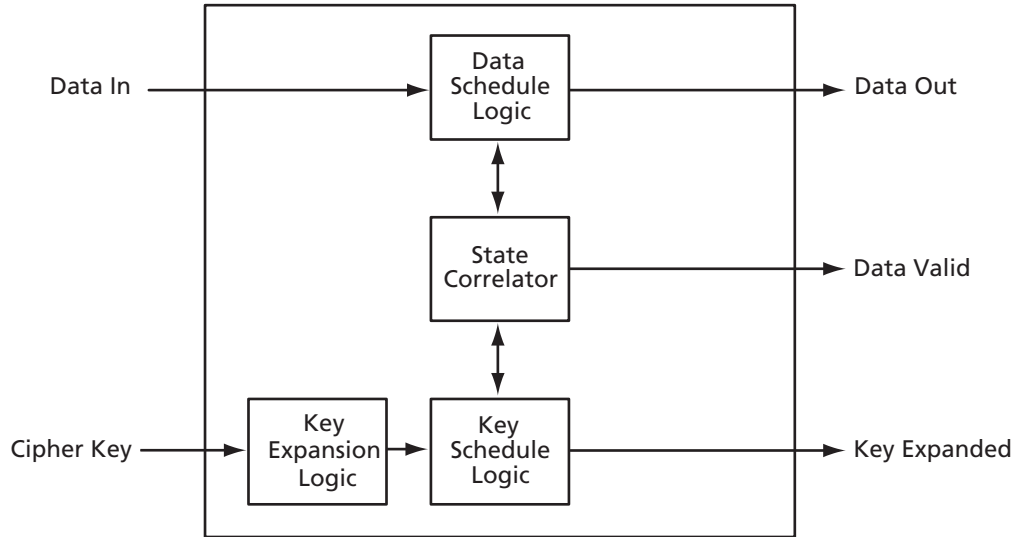 Data In
Data
Schedule
Logic
Data Out
State
Correlator
Data Valid
Cipher Key
Key
Expansion
Logic
Key
Schedule
Logic
Key Expanded